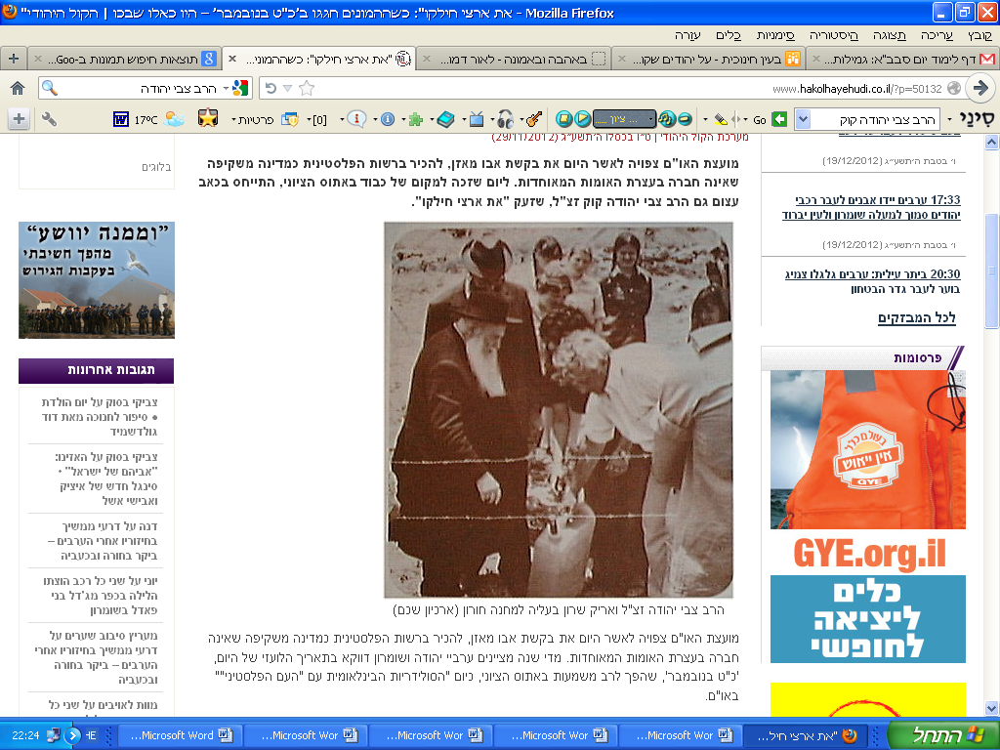 "את ארצי חילקו": כשההמונים חגגו ב'כ"ט בנובמבר' – היו כאלו שבכו | הקול היהודי - Mozilla Firefox
קובץ עריכה תצוגה היסטוריה סימניות כלים עזרה
דף לימוד יום סבב"א: גמילות...
בעין חינוכית - על יהודים שקו...
באהבה ובאמונה - לאור דמו...
"את ארצי חילקו": כשההמוני...
תוצאות חיפוש תמונות ב-Goo...
www.hakolhayehudi.co.il/?p=50132
הרב צבי יהודה
סיני
הרב צבי יהודה קוק
Go
ציון ...
[0]
פרטיות
17°C
W
מערכת הקול היהודי | ט"ו בכסלו ה'תשע"ג (29/11/2012)
מועצת האו"ם צפויה לאשר היום את בקשת אבו מאזן, להכיר ברשות הפלסטינית כמדינה משקיפה
שאינה חברה בעצרת האומות המאוחדות. ליום שזכה למקום של כבוד באתוס הציוני, התייחס בכאב
עצום גם הרב צבי יהודה קוק זצ"ל, שזעק "את ארצי חילקו".
הרב צבי יהודה זצ"ל ואריק שרון בעליה למחנה חורון (ארכיון שכם)
מועצת האו"ם צפויה לאשר היום את בקשת אבו מאזן, להכיר ברשות הפלסטינית כמדינה משקיפה שאינה
חברה בעצרת האומות המאוחדות. מדי שנה מציינים ערביי יהודה ושומרון דווקא בתאריך הלועזי של היום,
'כ"ט בנובמבר', שהפך לרב משמעות באתוס הציוני, כיום "הסולידריות הבינלאומית עם "העם הפלסטיני""
באו"ם.
ו' בטבת ה'תשע"ג (19/12/2012)
17:33 ערבים יידו אבנים לעבר רכבי
יהודים סמוך למעלה שומרון ולעין יברוד
ו' בטבת ה'תשע"ג (19/12/2012)
20:30 ביתר עילית: ערבים גלגלו צמיג
בוער לעבר גדר הבטחון
לכל המבזקים
פרסומות
בעולם כרוי
אין ייאוש
GYE
GYE.org.il
כלים
ליציאה
לחופשי
בלוגים
"וממנה יוושע"
מהפך חשיבתי
בעקבות הגירוש
תגובות אחרונות
צביקי בסוק על יום הולדת
• סיפור לחנוכה מאת דוד
גולדשמיד
צביקי בסוק על האזינו:
"אביהם של ישראל" •
סינגל חדש של איציק
ואבישי אשל
דנה על דרעי ממשיך
בחיזוריו אחרי הערבים –
ביקר בחורה ובכעביה
יוני על שני כלי רכב הוצתו
הלילה בכפר מג'דל בני
פאדל בשומרון
מעריץ סיבוב שערים על
דרעי ממשיך בחיזוריו אחרי
הערבים – ביקר בחורה
ובכעביה
מוות לאויבים על שני כלי
התחל
"את ארצי חיל...
Microsoft Wor...
Microsoft Wor...
Microsoft Wor...
Microsoft Wor...
Microsoft Word...
HE
22:24